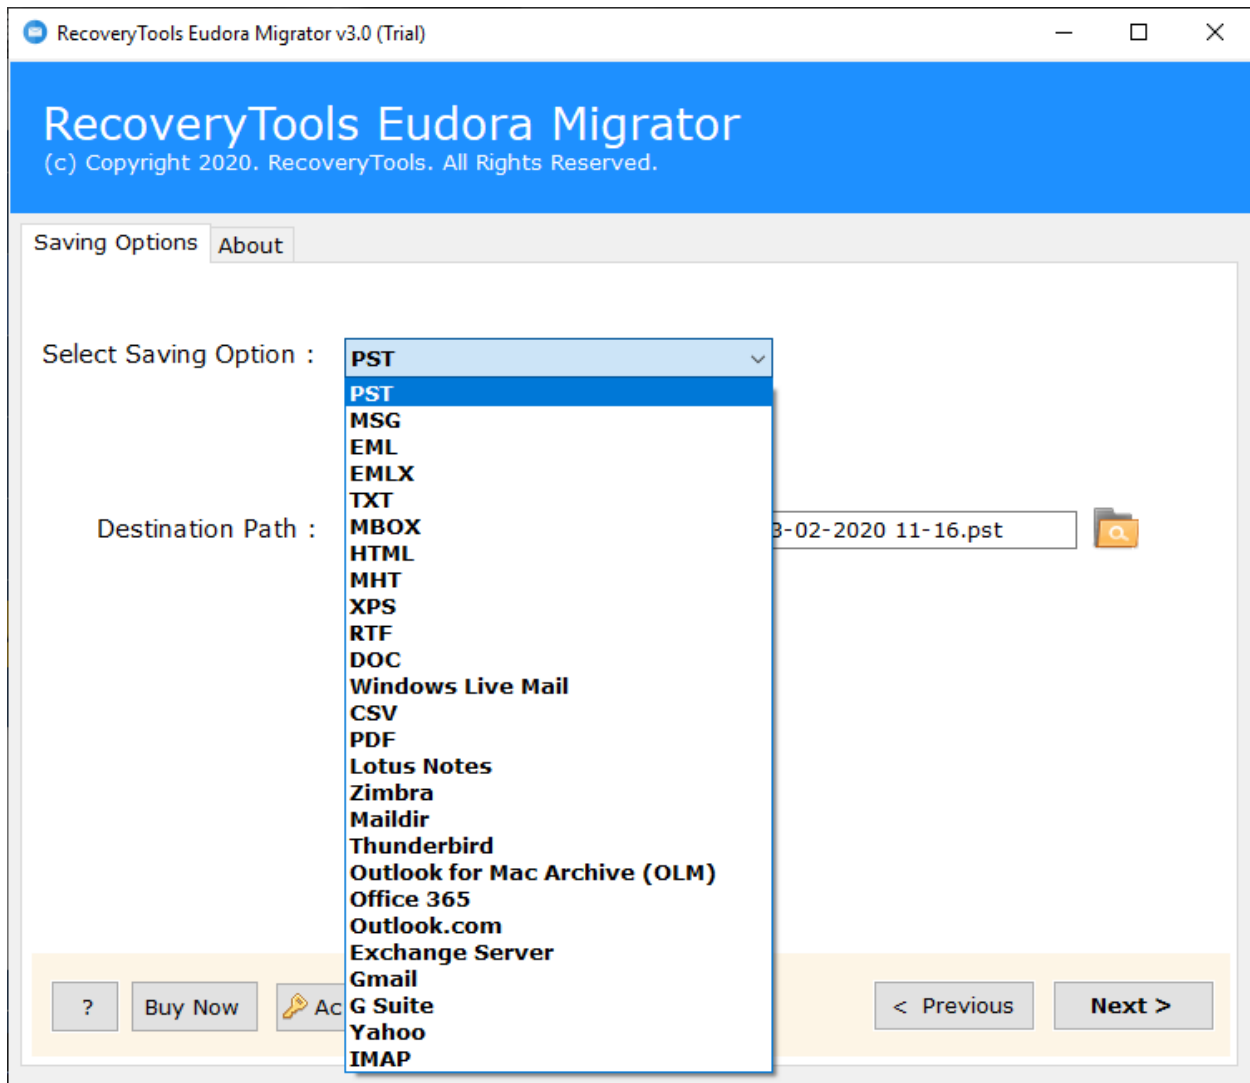 RecoveryTools Eudora Migrator v3.0 (Trial)
RecoveryTools Eudora Migrator
(c) Copyright 2020. RecoveryTools. All Rights Reserved.
Saving Options About
Select Saving Option : PST
PST
MSG
EML
EMLX
TXT
MBOX
Destination Path : 3-02-2020 11-16.pst
HTML
MHT
XPS
RTF
DOC
Windows Live Mail
CSV
PDF
Lotus Notes
Zimbra
Maildir
Thunderbird
Outlook for Mac Archive (OLM)
Office 365
Outlook.com
Exchange Server
Gmail
G Suite
Yahoo
IMAP
? Buy Now Ac < Previous Next >